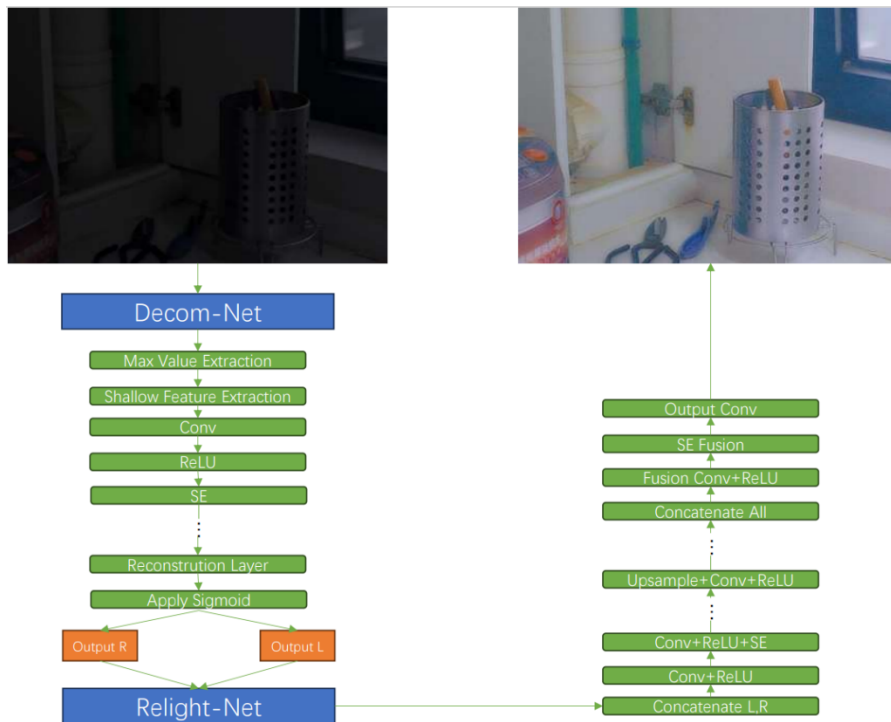 Decom-Net
Max Value Extraction
Shallow Feature Extraction
Conv
ReLU
SE
Reconstrution Layer
Apply Sigmoid
Output R
Output L
Relight-Net
Output Conv
SE Fusion
Fusion Conv+ReLU
Concatenate All
Upsample+Conv+ReLU
Conv+ReLU+SE
Conv+ReLU
Concatenate L,R